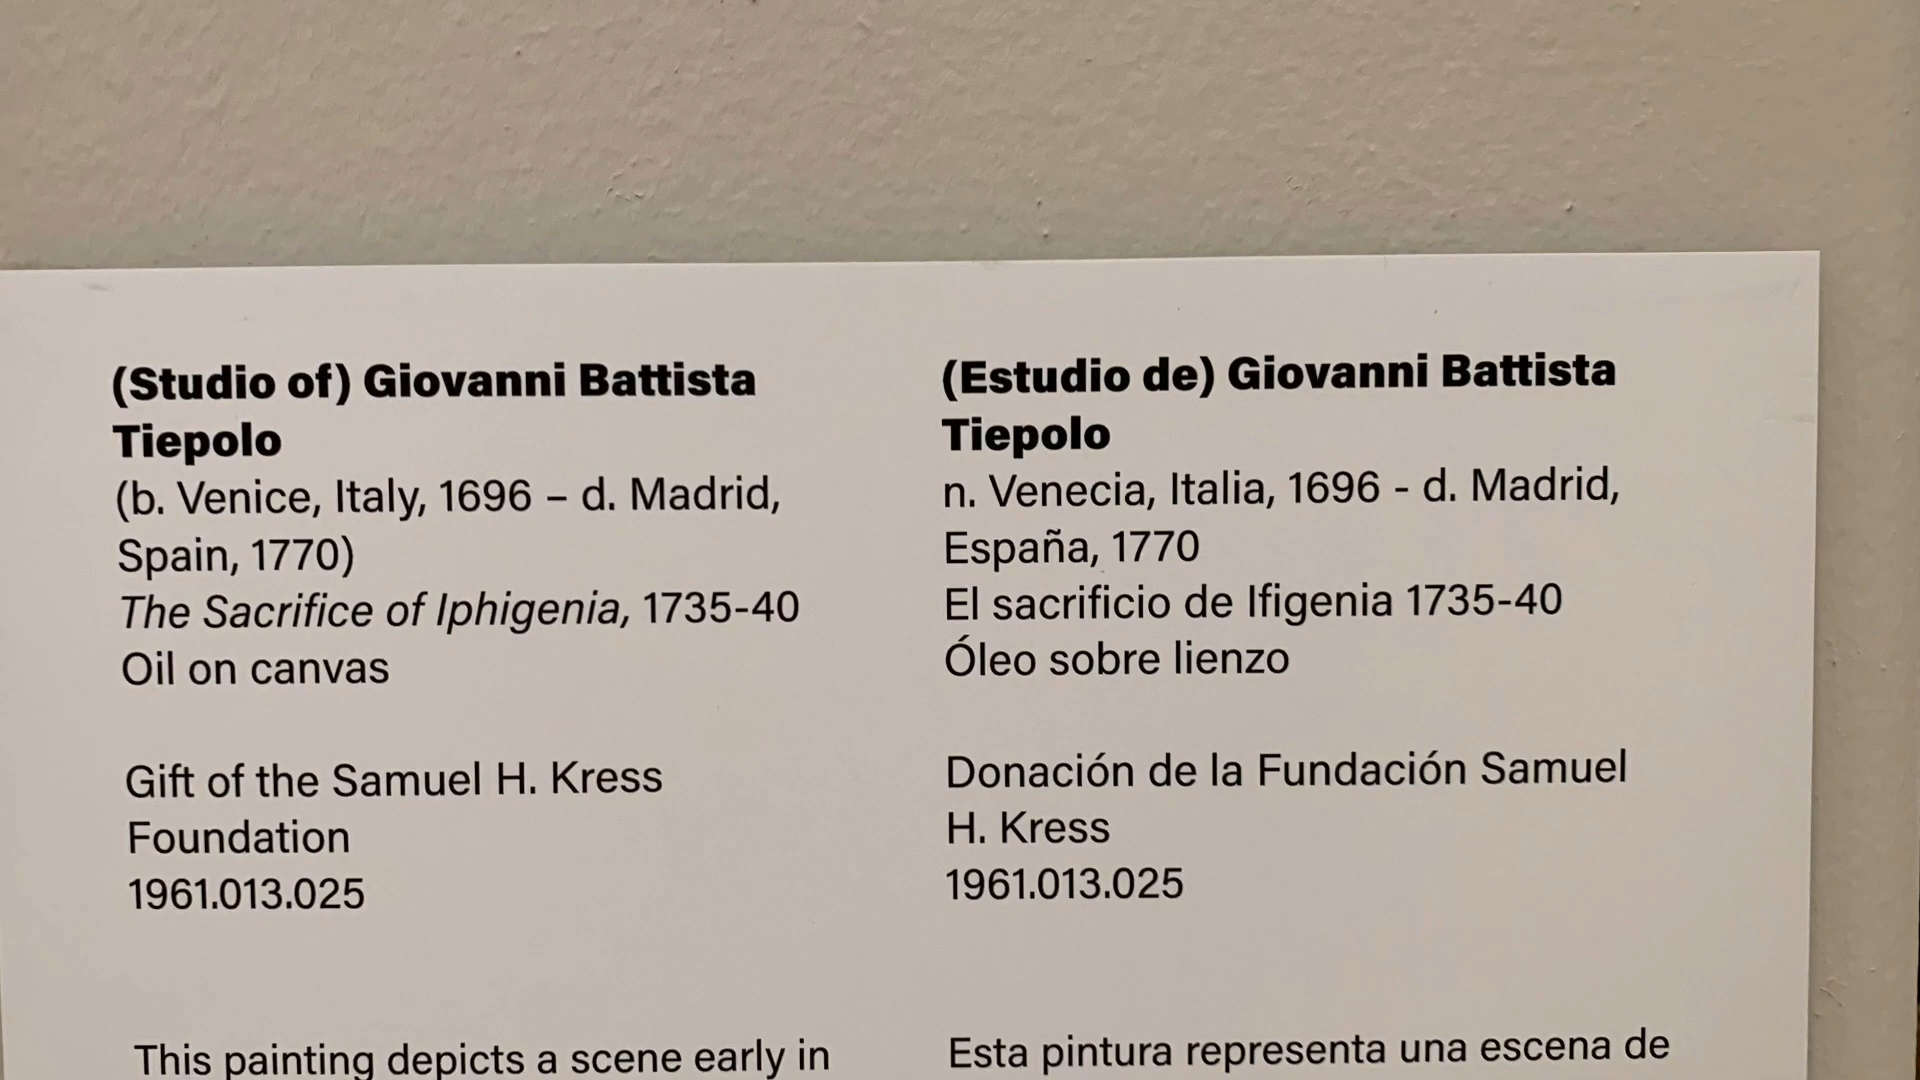 (Studio of) Giovanni Battista
Tiepolo
(b. Venice, Italy, 1696 – d. Madrid,
Spain, 1770)
The Sacrifice of Iphigenia, 1735-40
Oil on canvas
Gift of the Samuel H. Kress
Foundation
1961.013.025
This painting depicts a scene early in
(Estudio de) Giovanni Battista
Tiepolo
n. Venecia, Italia, 1696 - d. Madrid,
España, 1770
El sacrificio de Ifigenia 1735-40
Óleo sobre lienzo
Donación de la Fundación Samuel
H. Kress
1961.013.025
Esta pintura representa una escena de